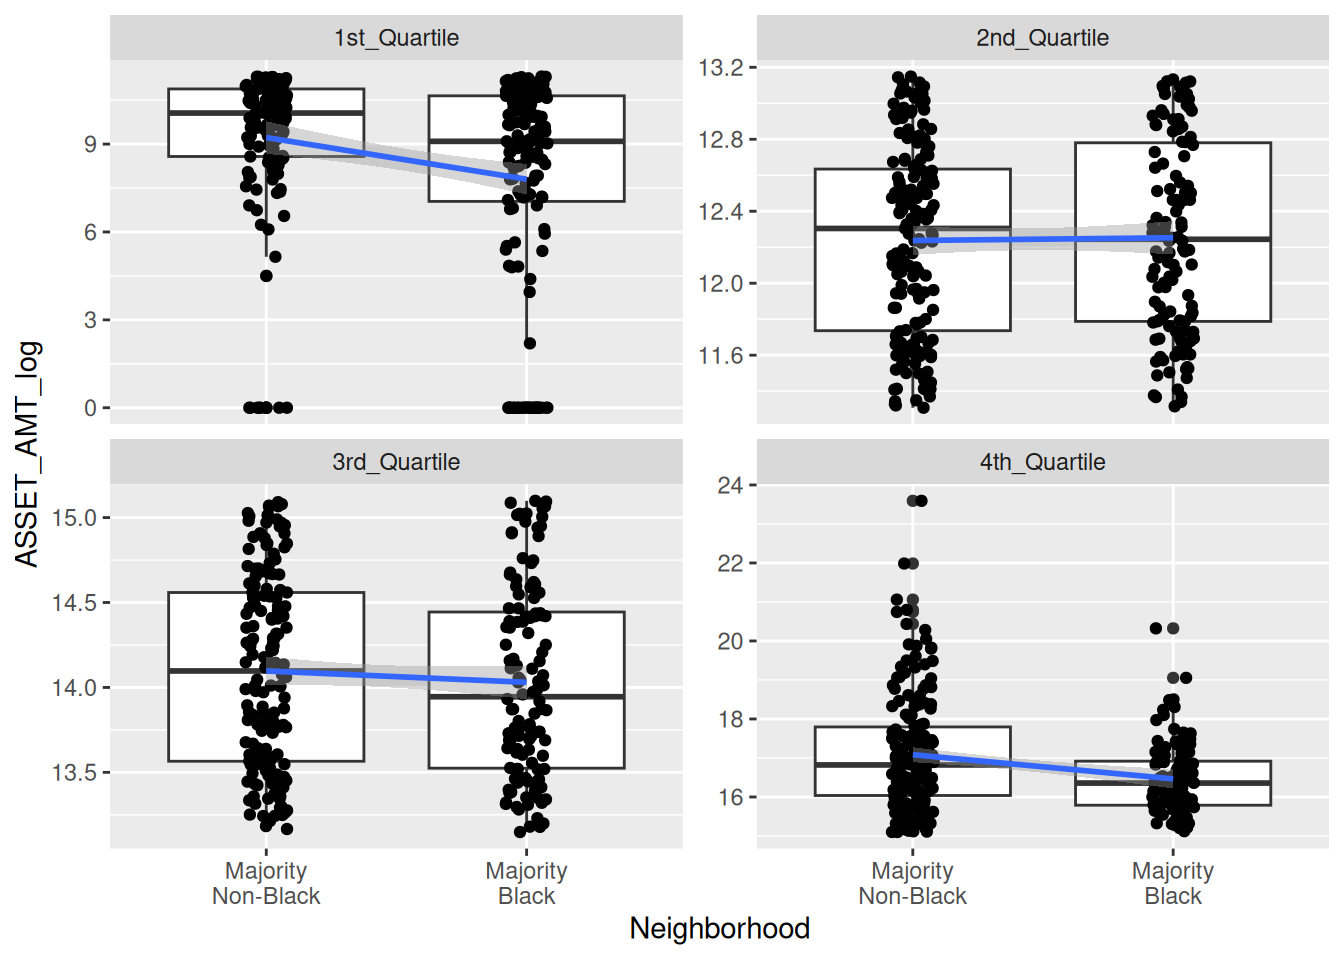 1st_Quartile
2nd_Quartile
9
6
3
0
13.2
12.8
12.4
12.0
11.6
3rd_Quartile
4th_Quartile
15.0
14.5
14.0
13.5
24
22
20
18
16
ASSET_AMT_log
Majority
Non-Black
Majority
Black
Majority
Non-Black
Majority
Black
Neighborhood